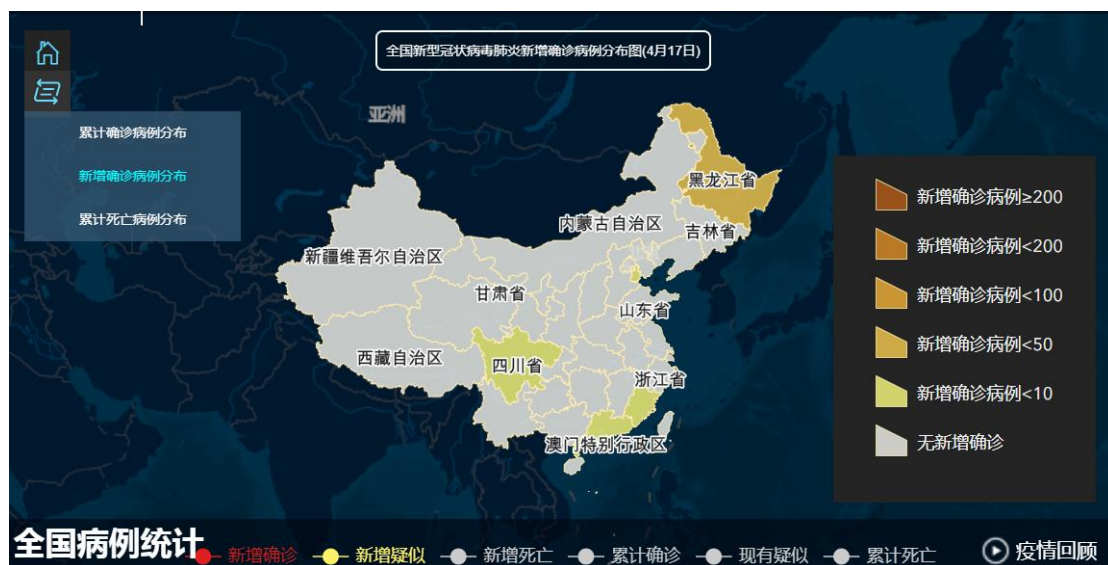 全国新型冠状病毒肺炎新增确诊病例分布图(4月17日)
亚洲
累计确诊病例分布
新增确诊病例分布
累计死亡病例分布
黑龙江省
内蒙古自治区
吉林省
新疆维吾尔自治区
甘肃省
山东省
西藏自治区
四川省
浙江省
澳门特别行政区
新增确诊病例≥200
新增确诊病例<200
新增确诊病例<100
新增确诊病例<50
新增确诊病例<10
无新增确诊
全国病例统计
新增确诊
新增疑似
新增死亡
累计确诊
现有疑似
累计死亡
疫情回顾